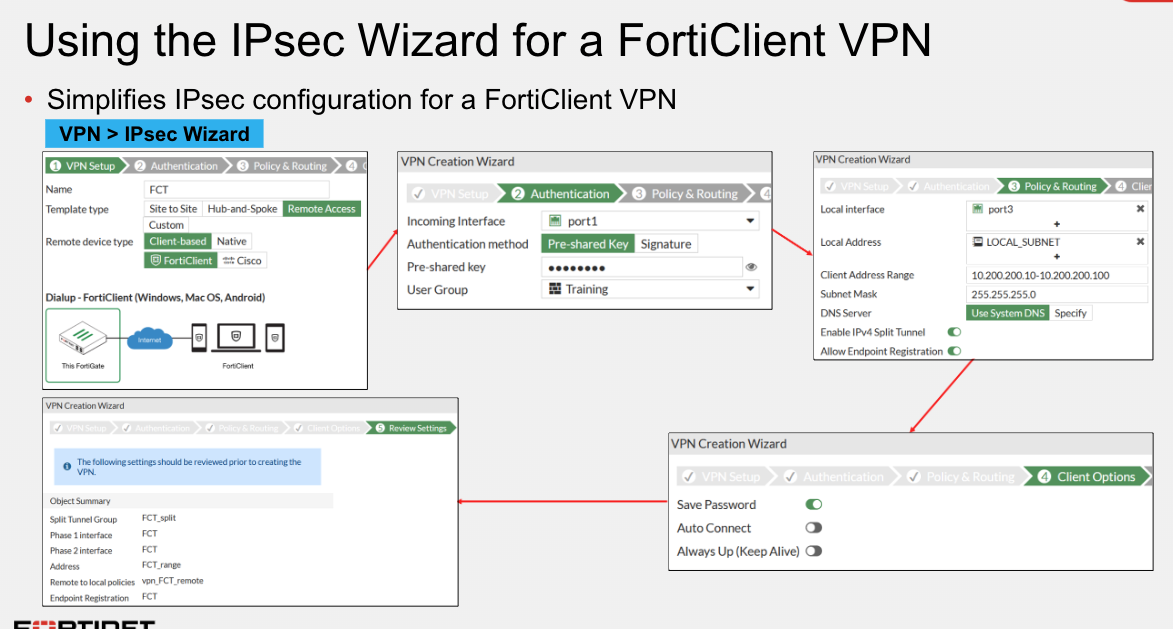 Using the IPsec Wizard for a FortiClient VPN
• Simplifies IPsec configuration for a FortiClient VPN
VPN > IPsec Wizard
1 VPN Setup 2 Authentication 3 Policy & Routing 4
Name FCT
Template type Site to Site Hub-and-Spoke Remote Access
Custom
Remote device type Client-based Native
FortiClient Cisco
Dialup - FortiClient (Windows, Mac OS, Android)
Internet
This FortiGate FortiClient
VPN Creation Wizard
VPN Setup 2 Authentication 3 Policy & Routing 4
Incoming Interface port1
Authentication method Pre-shared Key Signature
Pre-shared key ●●●●●●●●
User Group Training
VPN Creation Wizard
VPN Setup Authentication 3 Policy & Routing 4 Clier
Local interface port3
+
Local Address LOCAL_SUBNET
+
Client Address Range 10.200.200.10-10.200.200.100
Subnet Mask 255.255.255.0
DNS Server Use System DNS Specify
Enable IPv4 Split Tunnel
Allow Endpoint Registration
VPN Creation Wizard
VPN Setup Authentication Policy & Routing 4 Client Options
Save Password
Auto Connect
Always Up (Keep Alive)
VPN Creation Wizard
VPN Setup Authentication Policy & Routing Client Options 5 Review Settings
The following settings should be reviewed prior to creating the
VPN.
Object Summary
Split Tunnel Group FCT_split
Phase 1 interface FCT
Phase 2 interface FCT
Address FCT_range
Remote to local policies vpn_FCT_remote
Endpoint Registration FCT
FORTINET